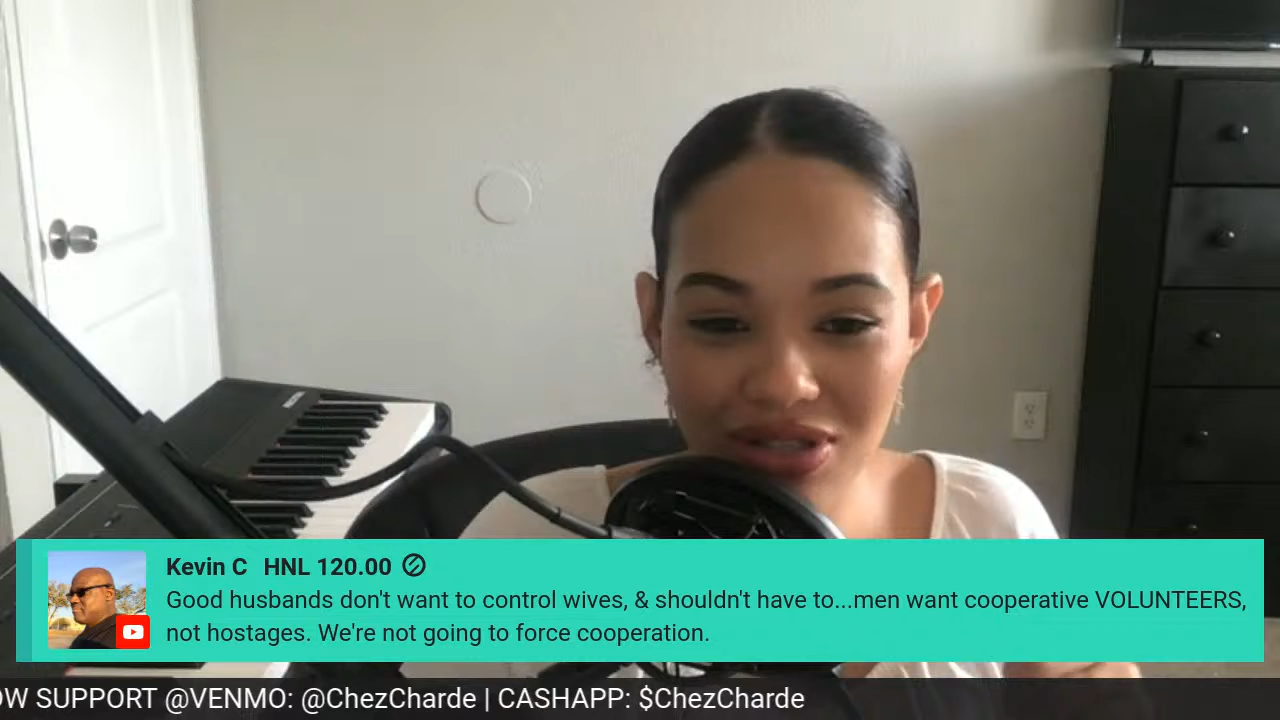 Kevin C HNL 120.00
Good husbands don't want to control wives, & shouldn't have to...men want cooperative VOLUNTEERS,
not hostages. We're not going to force cooperation.
OW SUPPORT @VENMO: @ChezCharde | CASHAPP: $ChezCharde